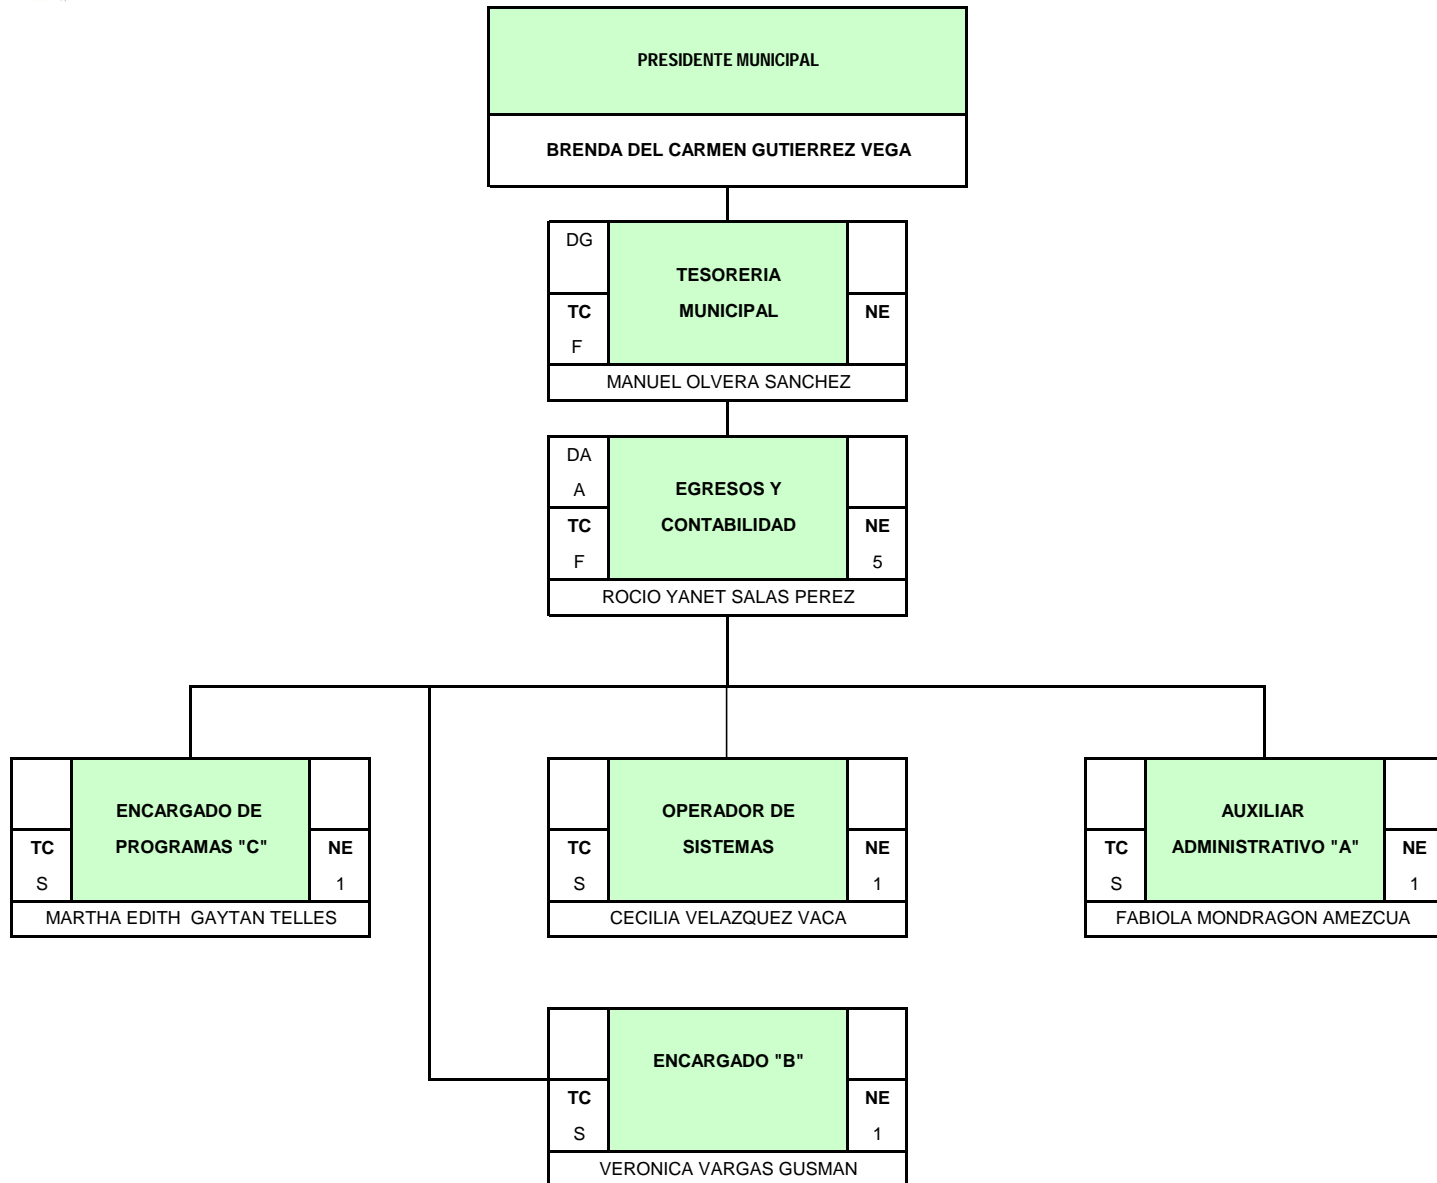 PRESIDENTE MUNICIPAL
BRENDA DEL CARMEN GUTIERREZ VEGA
DG
TESORERIA
TC MUNICIPAL NE
F
MANUEL OLVERA SANCHEZ
DA
A EGRESOS Y
TC CONTABILIDAD NE
F 5
ROCIO YANET SALAS PEREZ
ENCARGADO DE
TC PROGRAMAS "C" NE
S 1
MARTHA EDITH GAYTAN TELLES
OPERADOR DE
TC SISTEMAS NE
S 1
CECILIA VELAZQUEZ VACA
AUXILIAR
TC ADMINISTRATIVO "A" NE
S 1
FABIOLA MONDRAGON AMEZCUA
ENCARGADO "B"
TC NE
S 1
VERONICA VARGAS GUSMAN